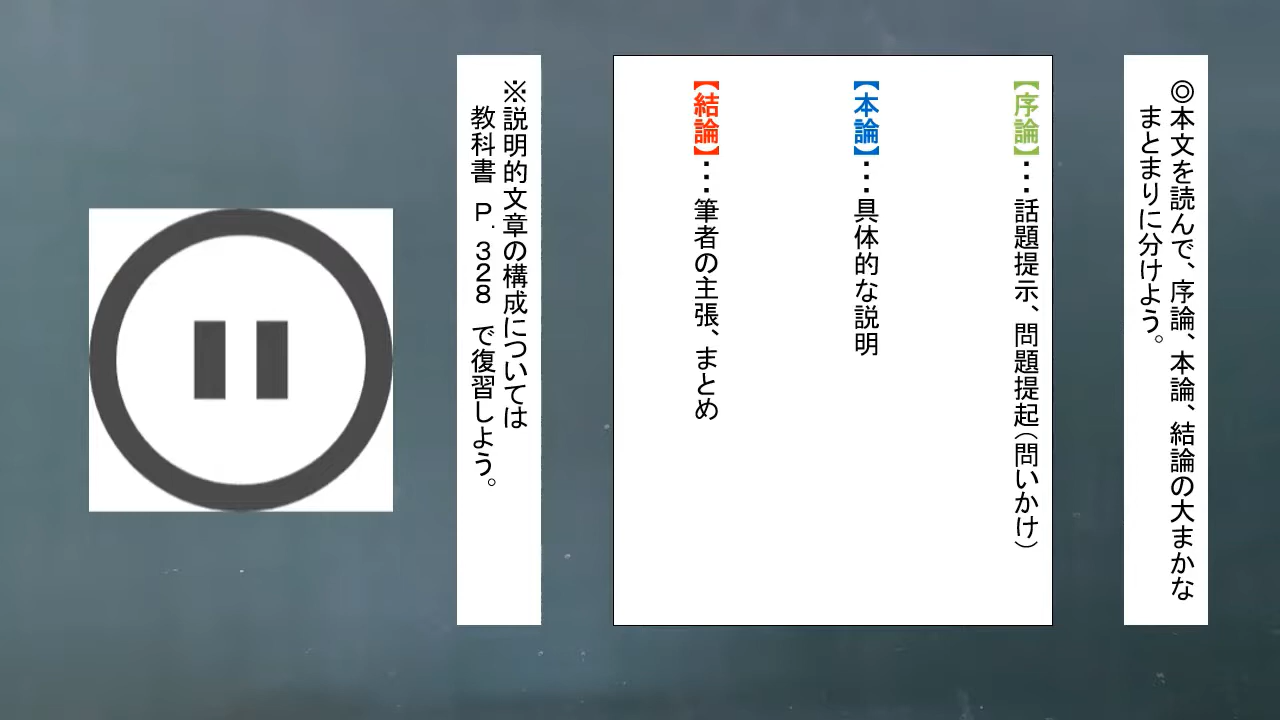 ◎本文を読んで、序論、本論、結論の大まかな
まとまりに分けよう。
【序論】…話題提示、問題提起(問いかけ)
【本論】…具体的な説明
【結論】…筆者の主張、まとめ
※説明的文章の構成については
教科書 P.328 で復習しよう。